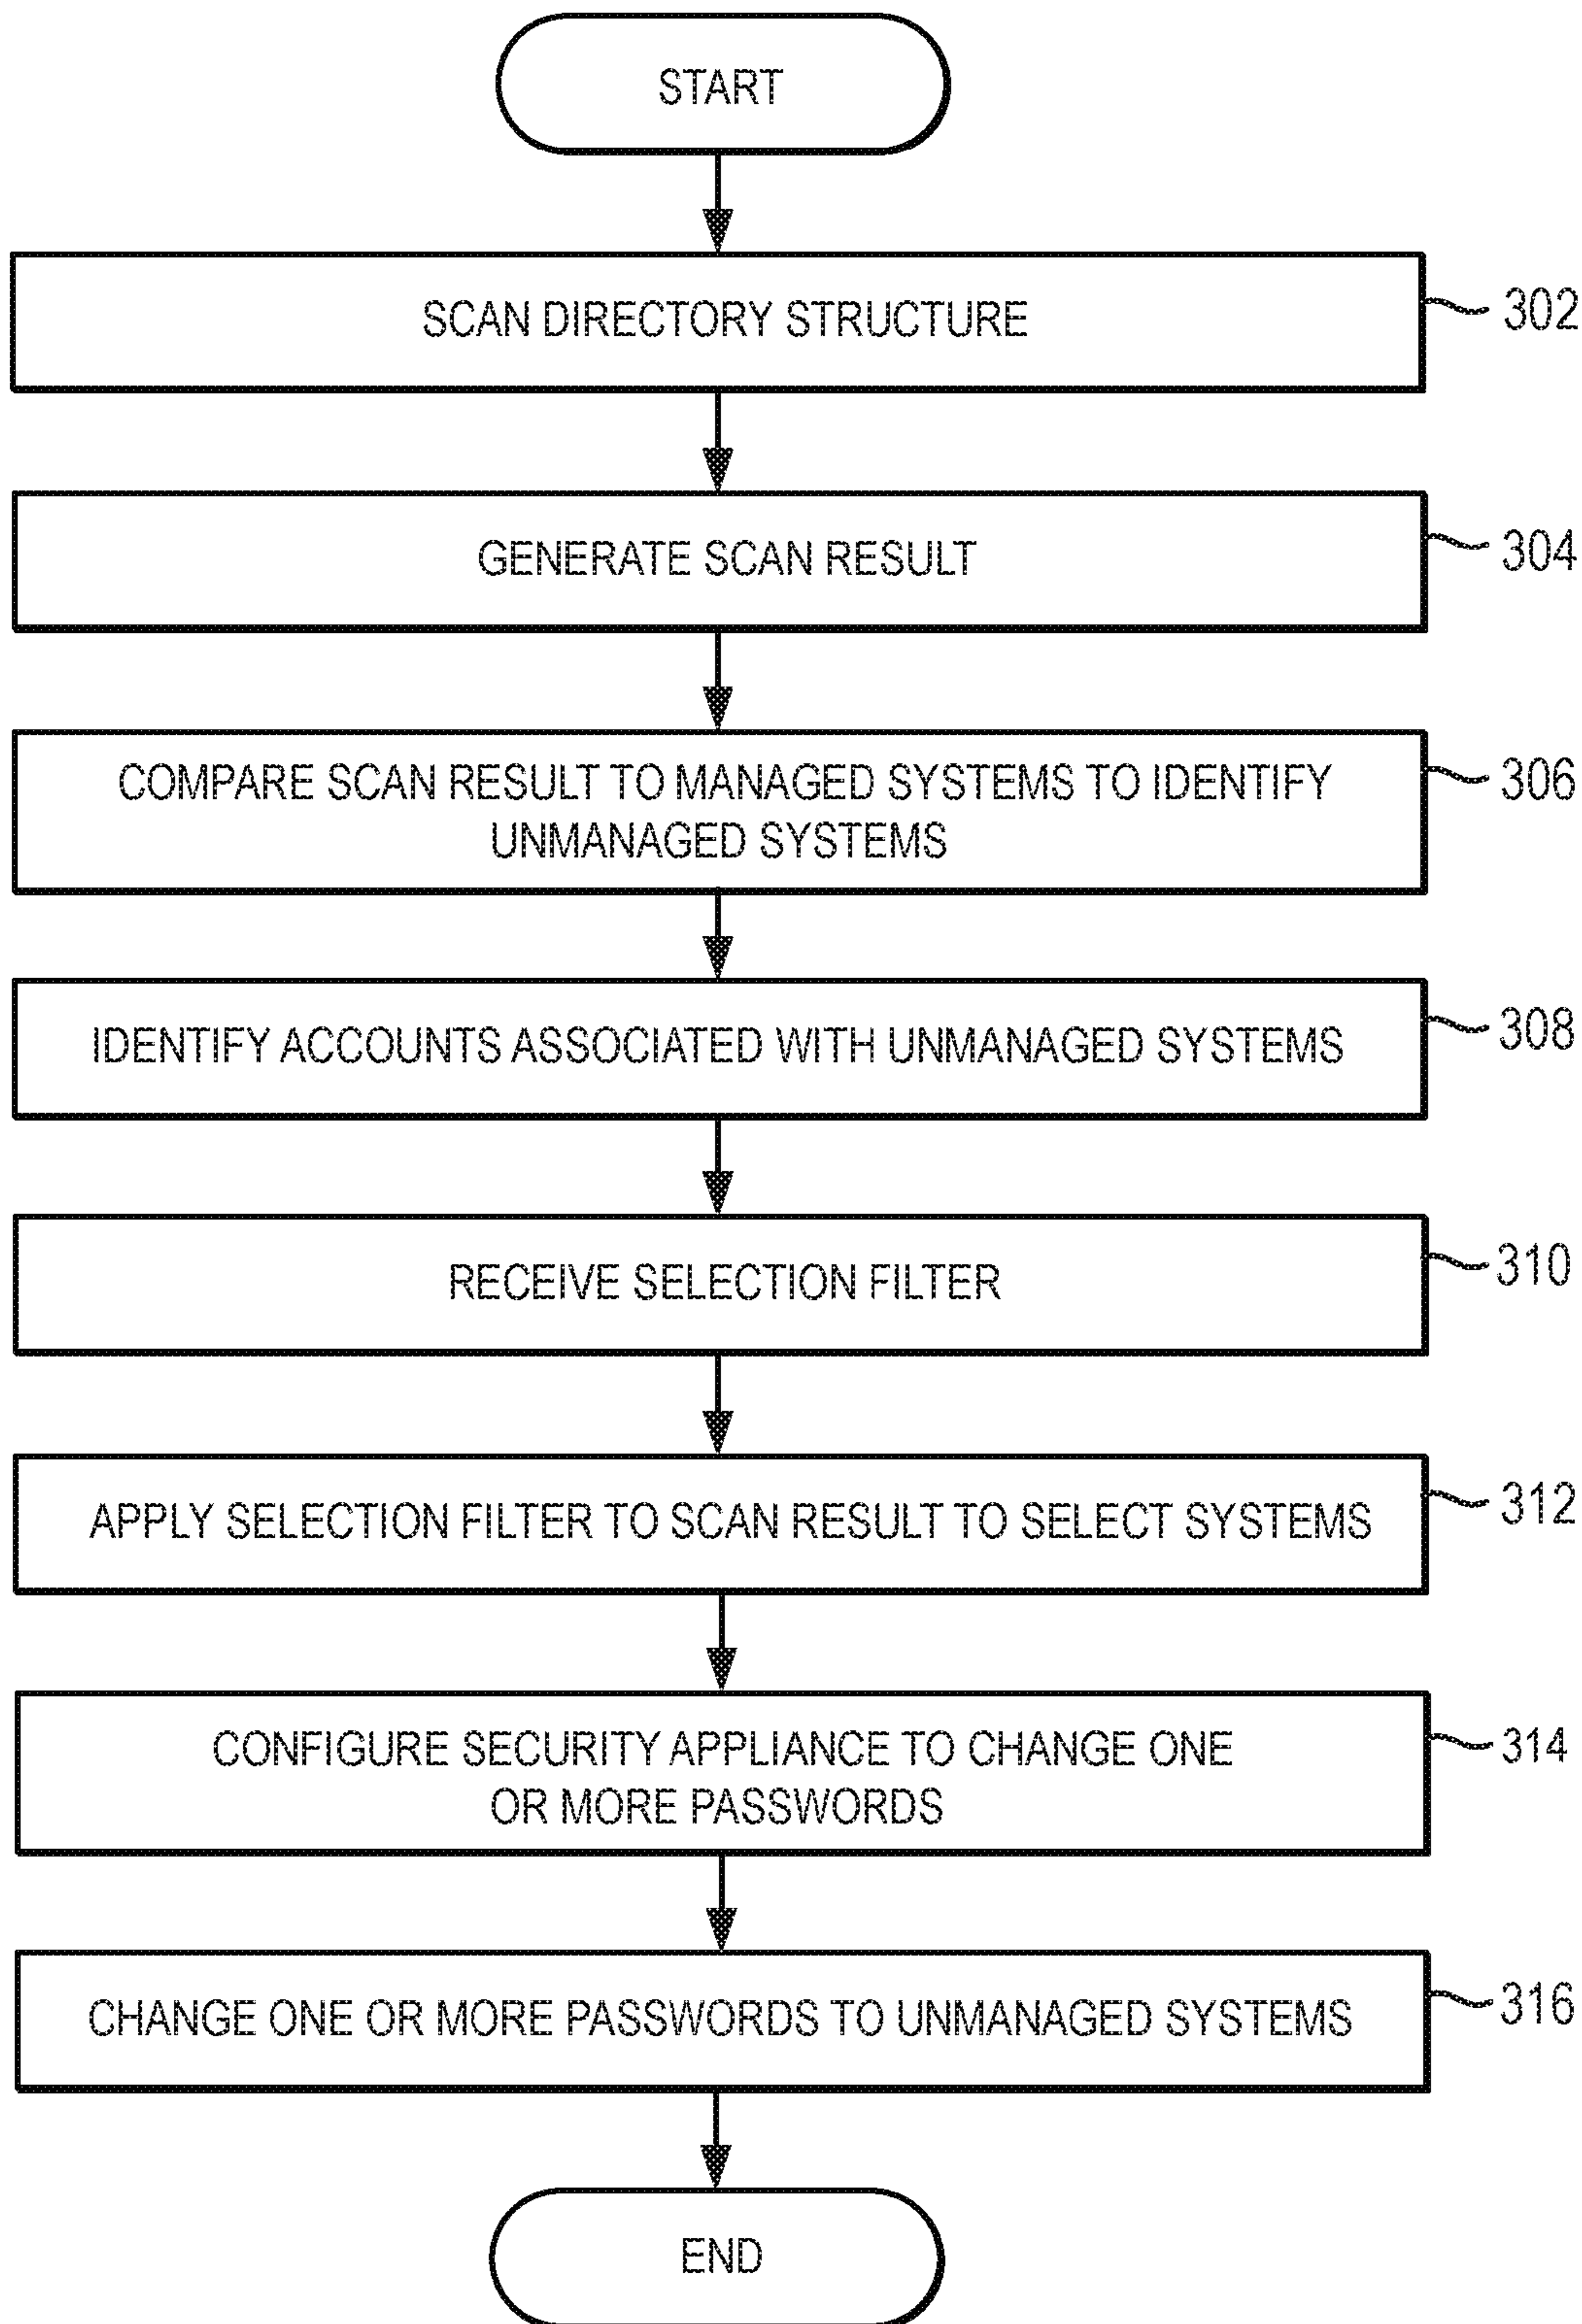 START
SCAN DIRECTORY STRUCTURE
302
GENERATE SCAN RESULT
304
COMPARE SCAN RESULT TO MANAGED SYSTEMS TO IDENTIFY
UNMANAGED SYSTEMS
306
IDENTIFY ACCOUNTS ASSOCIATED WITH UNMANAGED SYSTEMS
308
RECEIVE SELECTION FILTER
310
APPLY SELECTION FILTER TO SCAN RESULT TO SELECT SYSTEMS
312
CONFIGURE SECURITY APPLIANCE TO CHANGE ONE
OR MORE PASSWORDS
314
CHANGE ONE OR MORE PASSWORDS TO UNMANAGED SYSTEMS
316
END